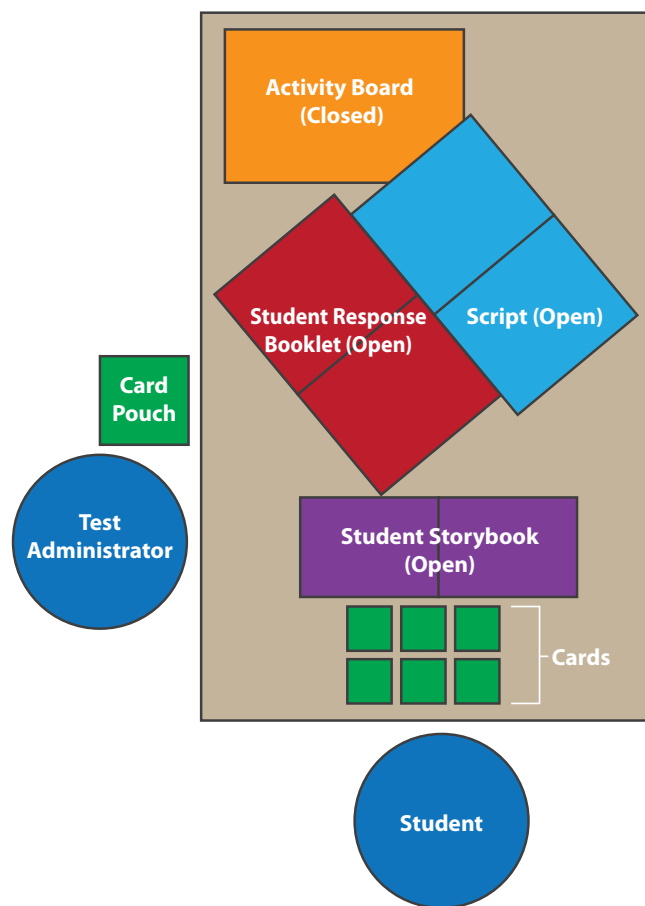 Activity Board
(Closed)
Student Response
Booklet (Open)
Script (Open)
Card
Pouch
Test
Administrator
Student Storybook
(Open)
Cards
Student